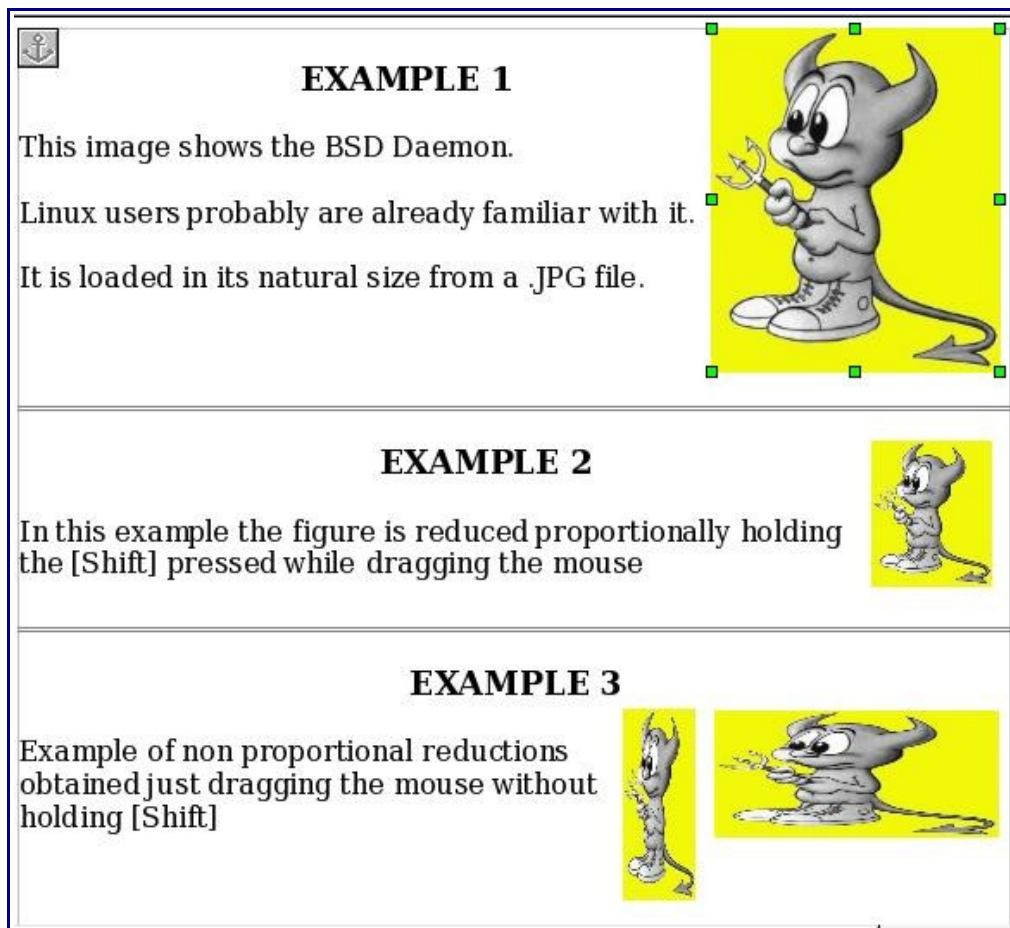 EXAMPLE 1
This image shows the BSD Daemon.
Linux users probably are already familiar with it.
It is loaded in its natural size from a .JPG file.
EXAMPLE 2
In this example the figure is reduced proportionally holding
the [Shift] pressed while dragging the mouse
EXAMPLE 3
Example of non proportional reductions
obtained just dragging the mouse without
holding [Shift]